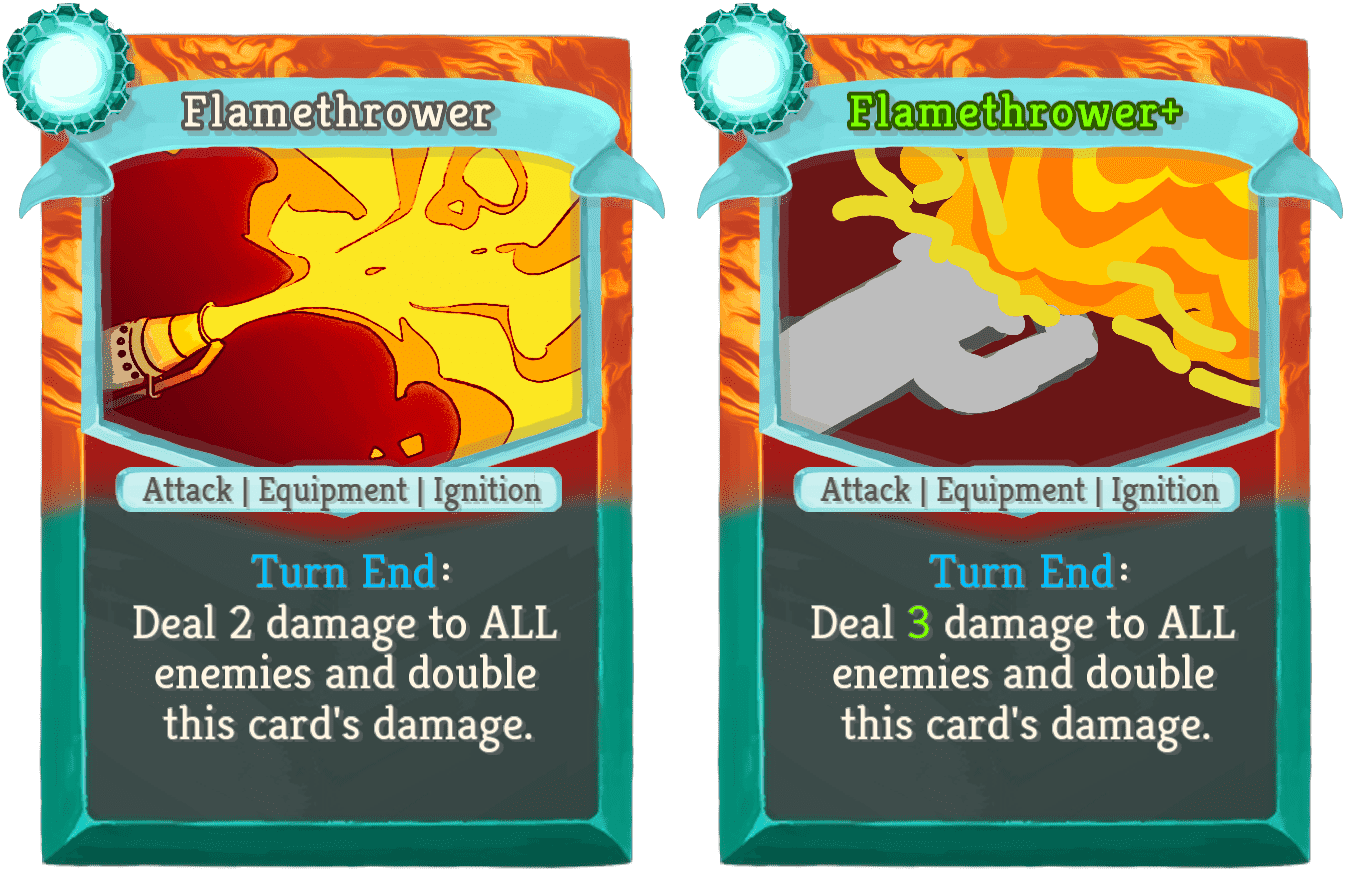 Flamethrower
Attack | Equipment | Ignition
Turn End:
Deal 2 damage to ALL
enemies and double
this card's damage.
Flamethrower+
Attack | Equipment | Ignition
Turn End:
Deal 3 damage to ALL
enemies and double
this card's damage.